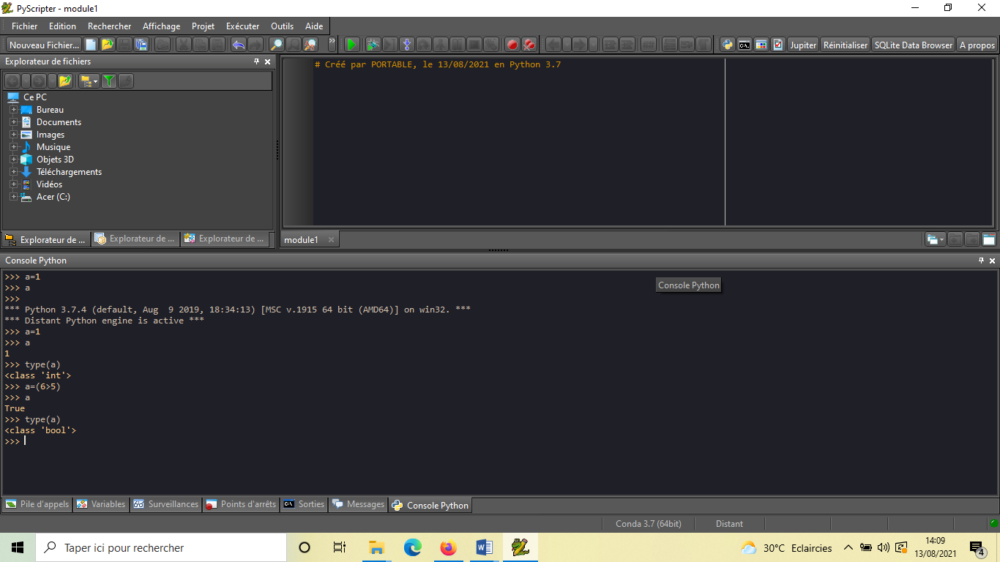 PyScripter - module1
Fichier Edition Rechercher Affichage Projet Exécuter Outils Aide
Nouveau Fichier... Jupiter Réinitialiser SQLite Data Browser A propos
Explorateur de fichiers
Ce PC
Bureau
Documents
Images
Musique
Objets 3D
Téléchargements
Vidéos
Acer (C:)
Explorateur de ... Explorateur de ... Explorateur de ...
# Créé par PORTABLE, le 13/08/2021 en Python 3.7
module1
Console Python
Console Python
>>> a=1
>>> a
>>>
*** Python 3.7.4 (default, Aug  9 2019, 18:34:13) [MSC v.1915 64 bit (AMD64)] on win32. ***
*** Distant Python engine is active ***
>>> a=1
>>> a
1
>>> type(a)
<class 'int'>
>>> a=(6>5)
>>> a
True
>>> type(a)
<class 'bool'>
>>>
Pile d'appels Variables Surveillances Points d'arrêts Sorties Messages Console Python
Conda 3.7 (64bit) Distant
Taper ici pour rechercher
30°C Eclaircies
14:09
13/08/2021
4